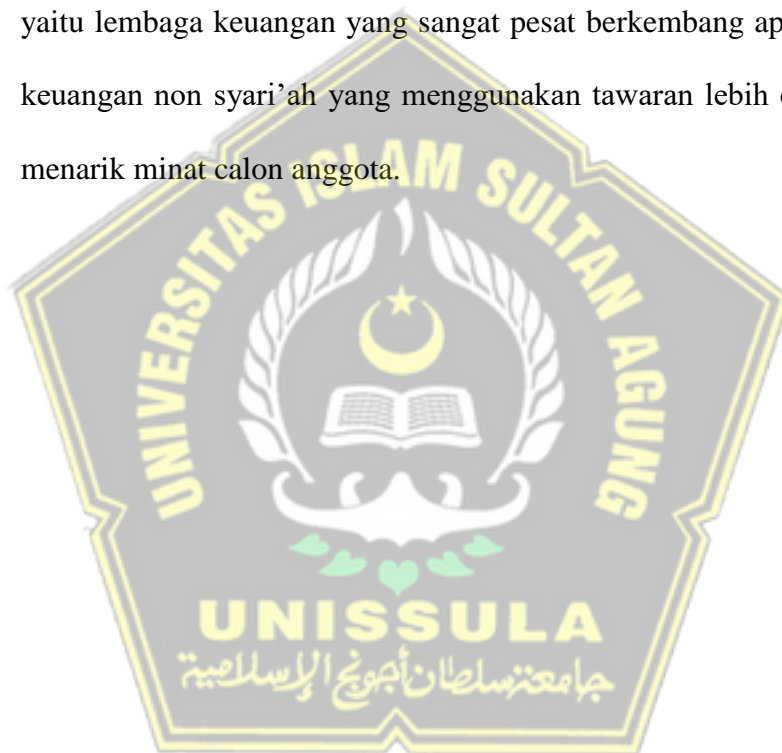 yaitu lembaga keuangan yang sangat pesat berkembang
keuangan non syari’ah yang menggunakan tawaran lebih
menarik minat calon anggota.
UNIVERSITAS ISLAM SULTAN AGUNG
UNISSULA
جامعة سلطان أجونج الإسلامية